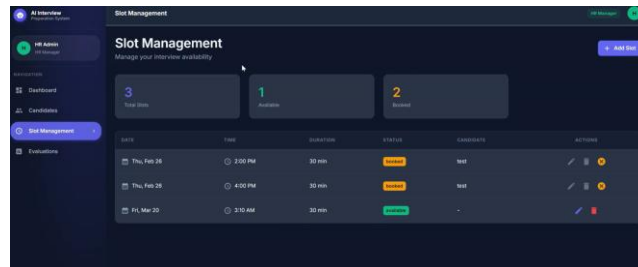 AI Interview
Preparation System
Slot Management
HR Manager
H
H
HR Admin
HR Manager
NAVIGATION
Dashboard
Candidates
Slot Management
Evaluations
Slot Management
Manage your interview availability
+ Add Slot
3
Total Slots
1
Available
2
Booked
DATE TIME DURATION STATUS CANDIDATE ACTIONS
Thu, Feb 26 2:00 PM 30 min booked test
Thu, Feb 26 4:00 PM 30 min booked test
Fri, Mar 20 3:10 AM 30 min available -